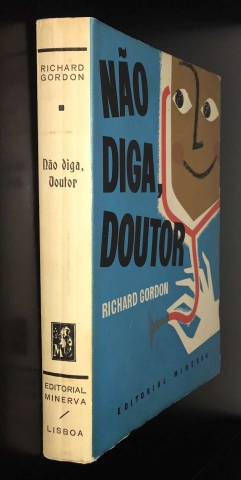 RICHARD
GORDON
Não diga,
Doutor
EDITORIAL
MINERVA
/
LISBOA
NÃO
DIGA,
DOUTOR
RICHARD GORDON
EDITORIAL MINERVA